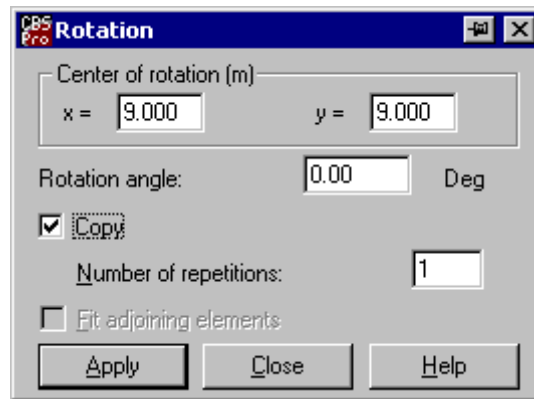 CBS Pro Rotation
Center of rotation (m)
x = 9.000 y = 9.000
Rotation angle: 0.00 Deg
Copy
Number of repetitions: 1
Fit adjoining elements
Apply Close Help